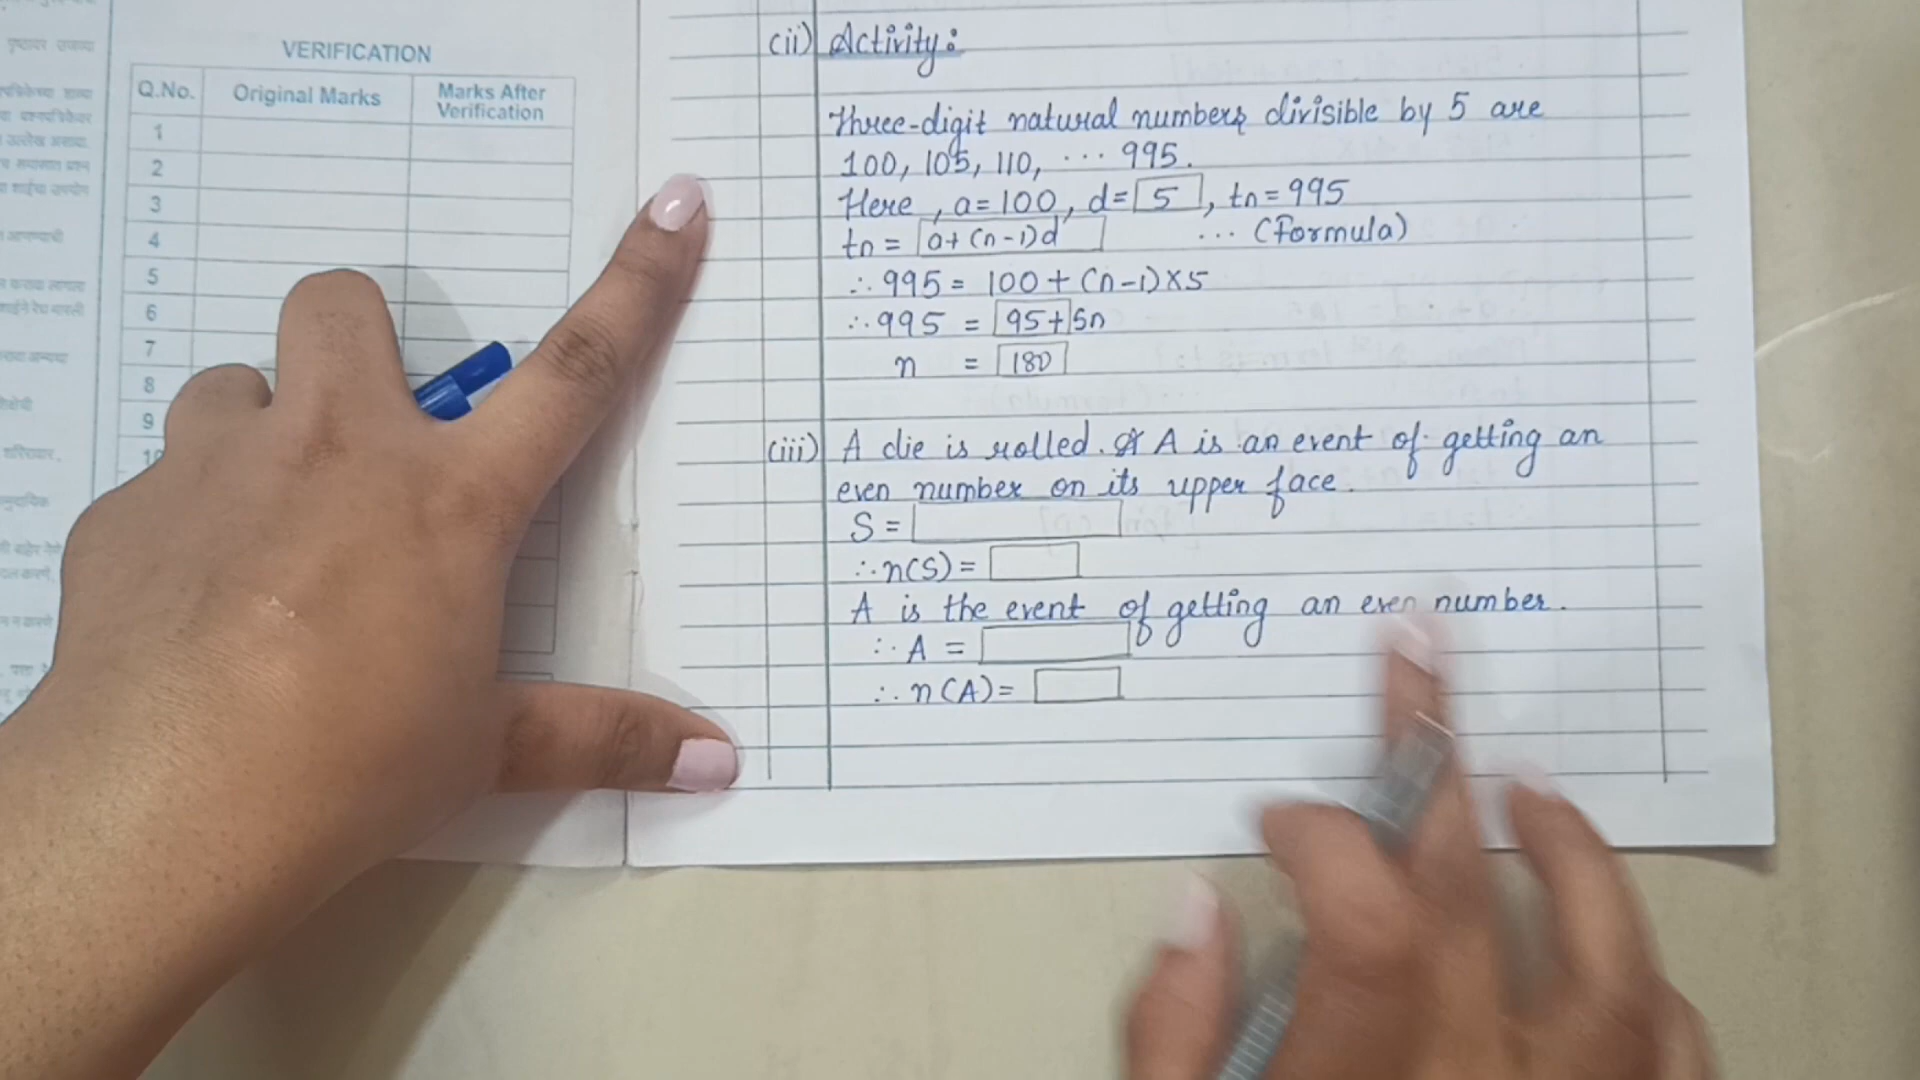 VERIFICATION
Q.No. Original Marks Marks After Verification
1
2
3
4
5
6
7
8
9
10
(ii) Activity:
Three-digit natural numbers divisible by 5 are
100, 105, 110, ... 995.
Here, a=100, d=5, tn=995
tn = a+(n-1)d ... (Formula)
∴ 995 = 100+(n-1)×5
∴ 995 = 95+5n
n = 180
(iii) A die is rolled. A is an event of getting an
even number on its upper face.
S =
∴ n(S) =
A is the event of getting an even number.
∴ A =
∴ n(A) =